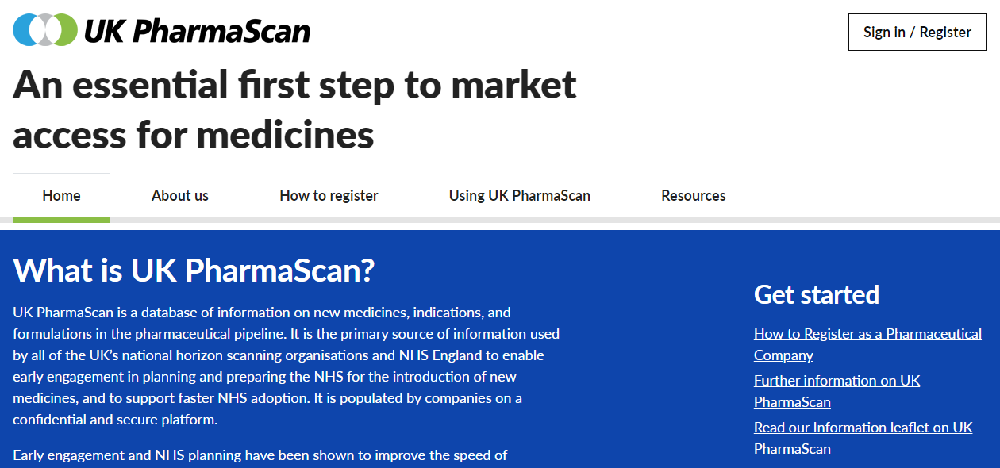 UK PharmaScan
Sign in / Register
An essential first step to market
access for medicines
Home
About us
How to register
Using UK PharmaScan
Resources
What is UK PharmaScan?
UK PharmaScan is a database of information on new medicines, indications, and
formulations in the pharmaceutical pipeline. It is the primary source of information used
by all of the UK’s national horizon scanning organisations and NHS England to enable
early engagement in planning and preparing the NHS for the introduction of new
medicines, and to support faster NHS adoption. It is populated by companies on a
confidential and secure platform.
Early engagement and NHS planning have been shown to improve the speed of
Get started
How to Register as a Pharmaceutical
Company
Further information on UK
PharmaScan
Read our Information leaflet on UK
PharmaScan